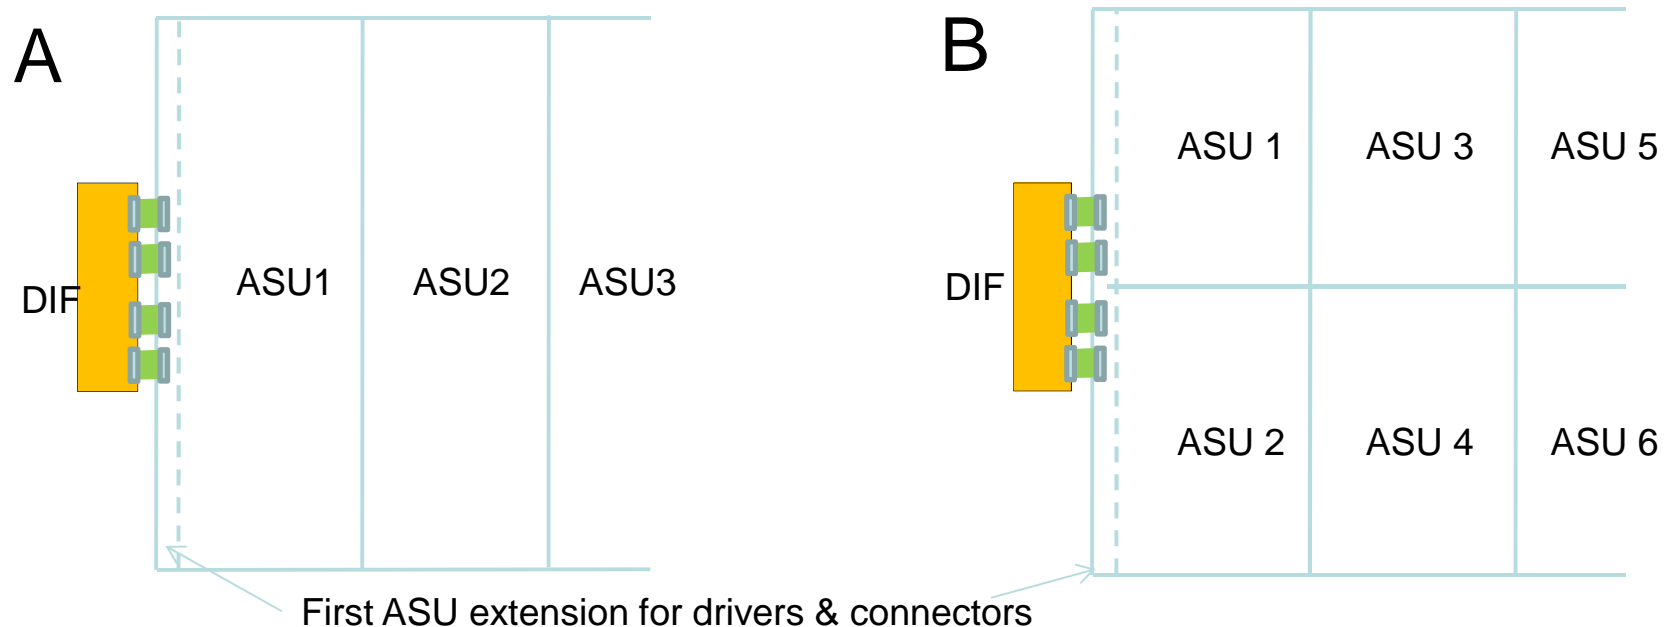 A
B
ASU 1 ASU 3 ASU 5
DIF ASU1 ASU2 ASU3
DIF
ASU 2 ASU 4 ASU 6
First ASU extension for drivers & connectors